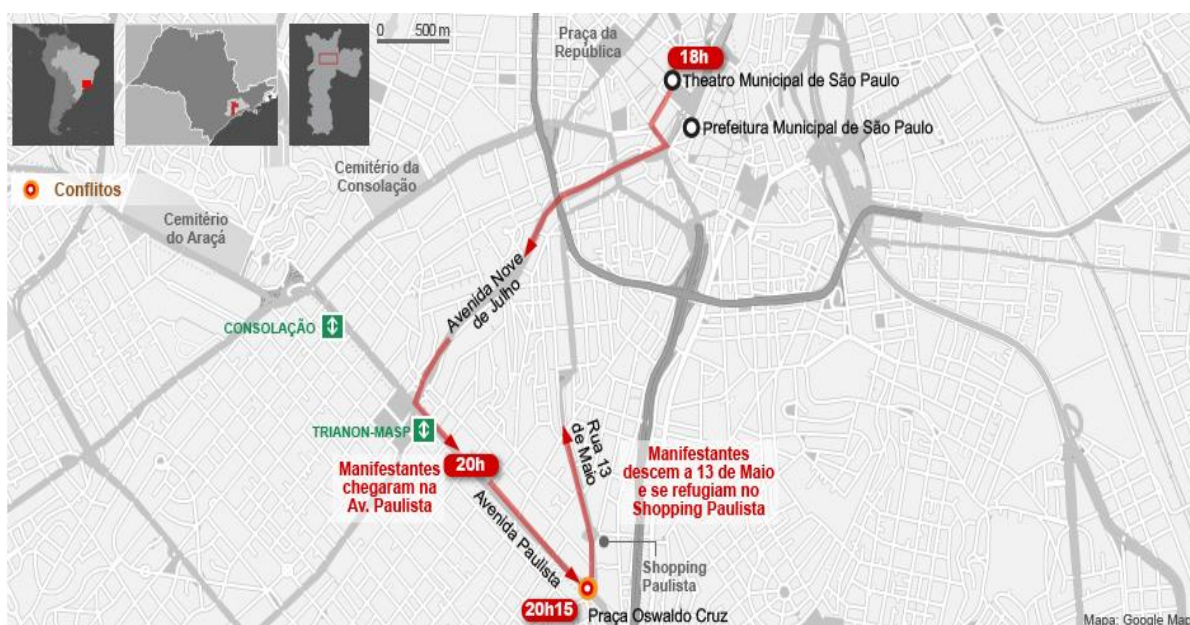 0 500 m
Praça da
República
18h
Theatro Municipal de São Paulo
Prefeitura Municipal de São Paulo
Cemitério da
Consolação
Conflitos
Cemitério
do Araçá
Avenida Nove
de Julho
CONSOLAÇÃO
TRIANON-MASP
20h
Manifestantes
chegaram na
Av. Paulista
Avenida Paulista
Rua 13
de Maio
Manifestantes
descem a 13 de Maio
e se refugiam no
Shopping Paulista
Shopping
Paulista
20h15
Praça Oswaldo Cruz
Mapa: Google Map